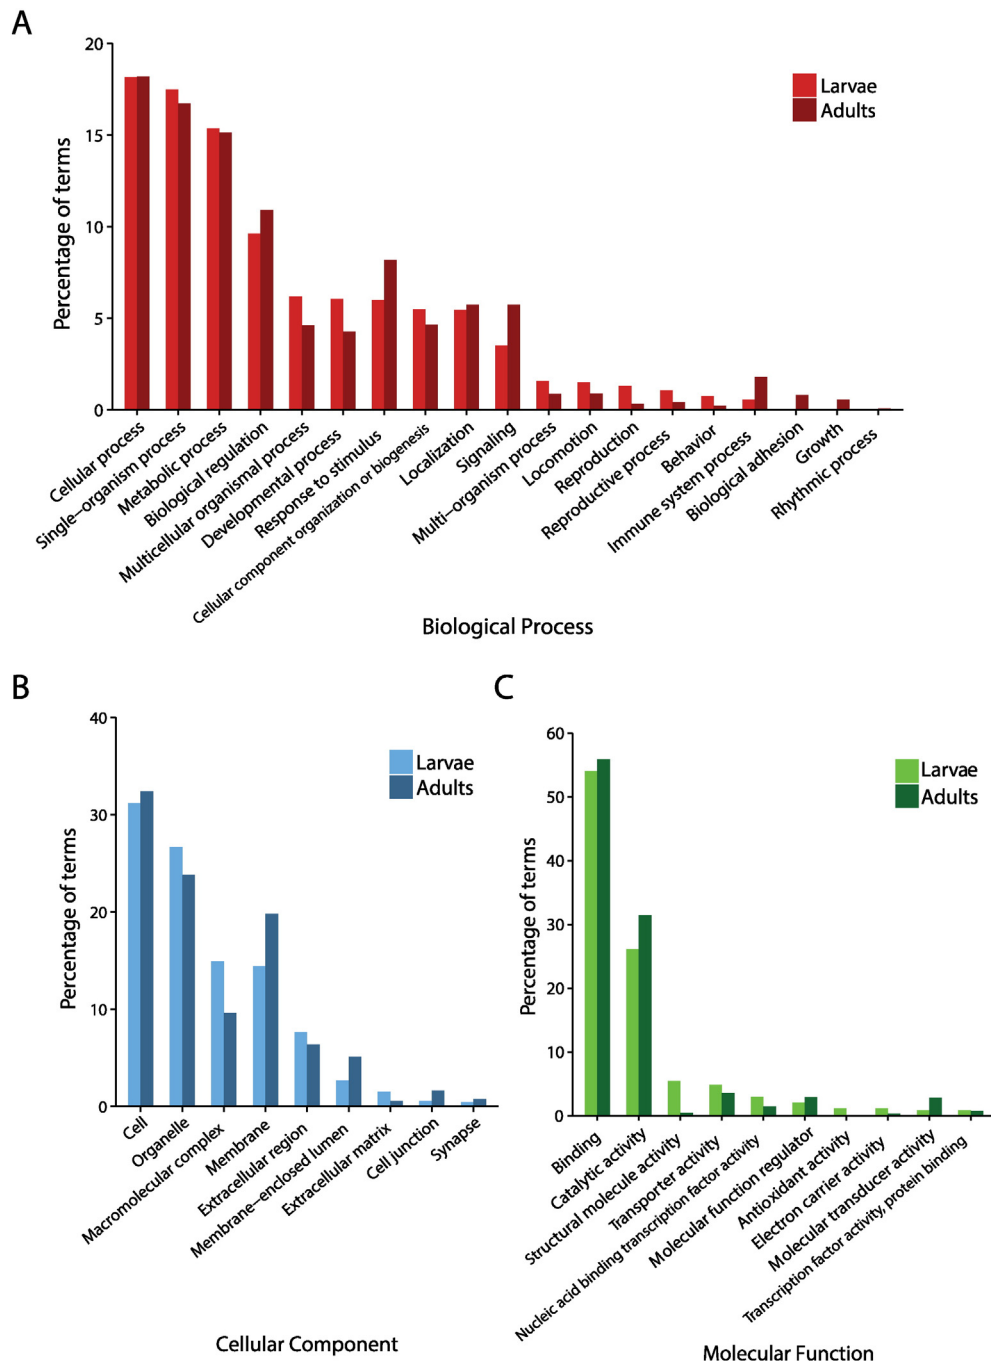 A
20
15
10
5
0
Percentage of terms
Larvae
Adults
Cellular process
Single–organism process
Metabolic process
Biological regulation
Multicellular organismal process
Developmental process
Response to stimulus
Cellular component organization or biogenesis
Localization
Signaling
Multi–organism process
Locomotion
Reproduction
Reproductive process
Behavior
Immune system process
Biological adhesion
Growth
Rhythmic process
Biological Process
B
40
30
20
10
0
Percentage of terms
Larvae
Adults
Cell
Organelle
Macromolecular complex
Membrane
Extracellular region
Membrane–enclosed lumen
Extracellular matrix
Cell junction
Synapse
Cellular Component
C
60
50
40
30
20
10
0
Percentage of terms
Larvae
Adults
Binding
Catalytic activity
Structural molecule activity
Transporter activity
Nucleic acid binding transcription factor activity
Molecular function regulator
Antioxidant activity
Electron carrier activity
Molecular transducer activity
Transcription factor activity, protein binding
Molecular Function